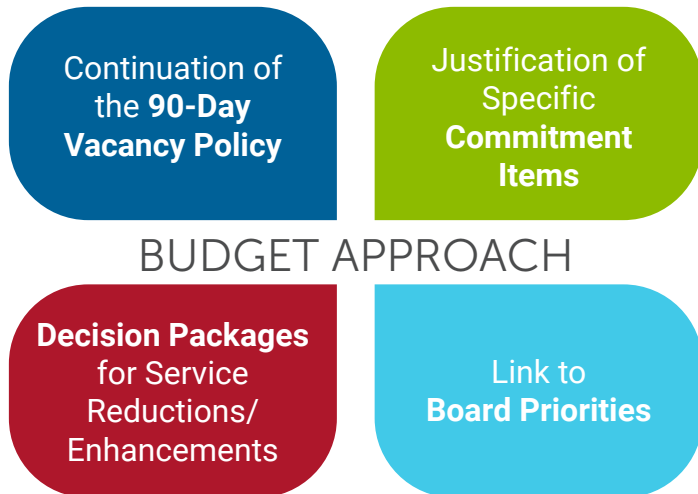 Continuation of
the 90-Day
Vacancy Policy
Justification of
Specific
Commitment
Items
BUDGET APPROACH
Decision Packages
for Service
Reductions/
Enhancements
Link to
Board Priorities